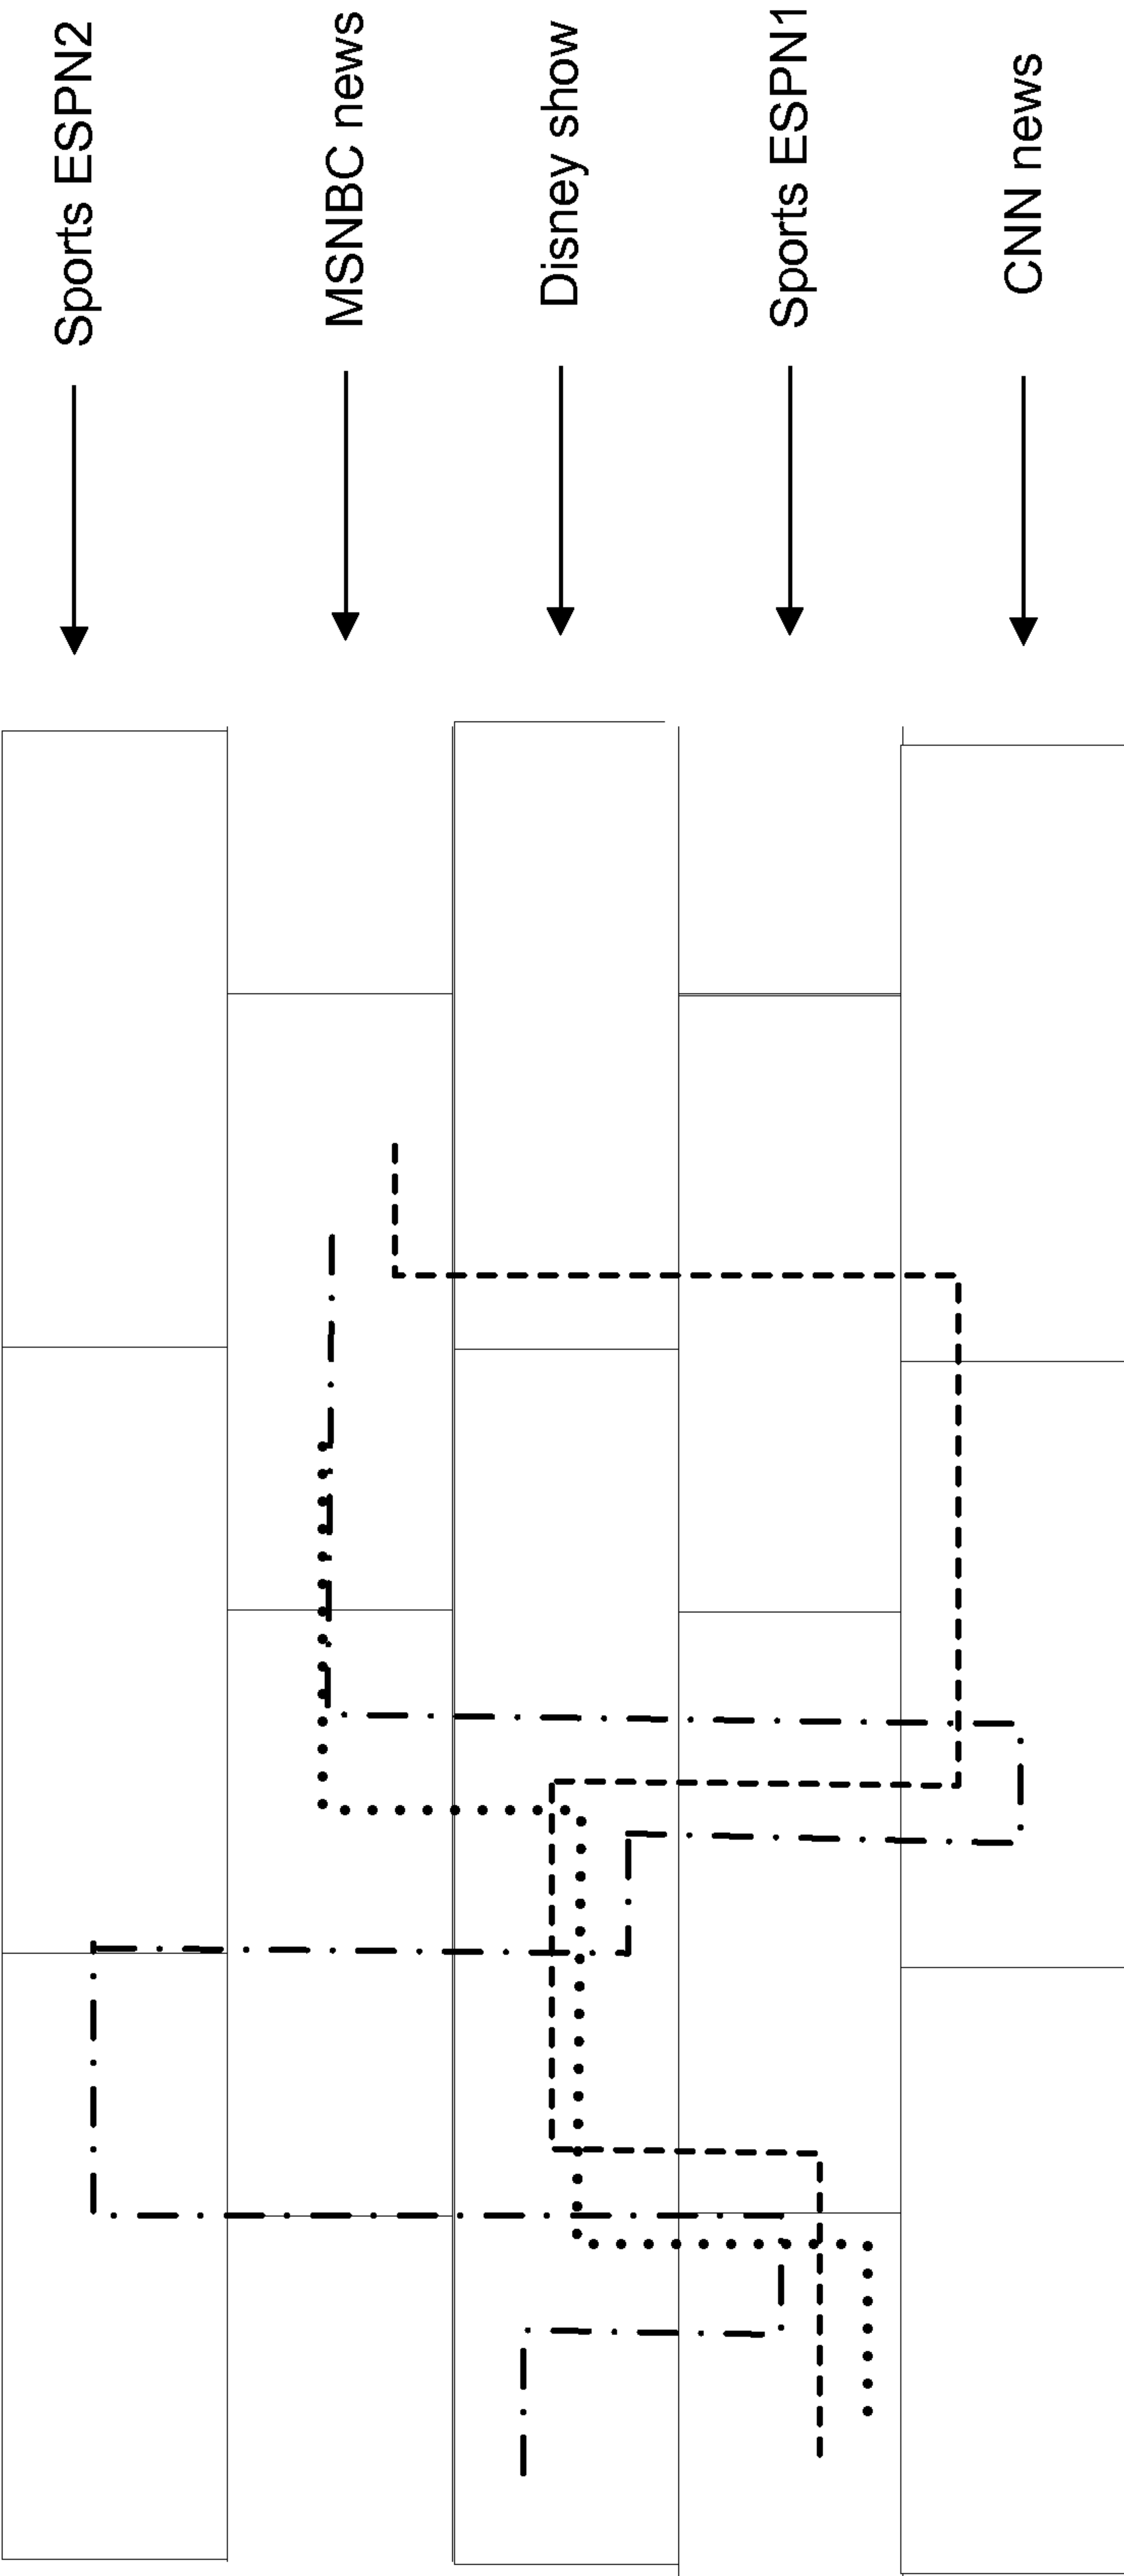 Sports ESPN2
MSNBC news
Disney show
Sports ESPN1
CNN news